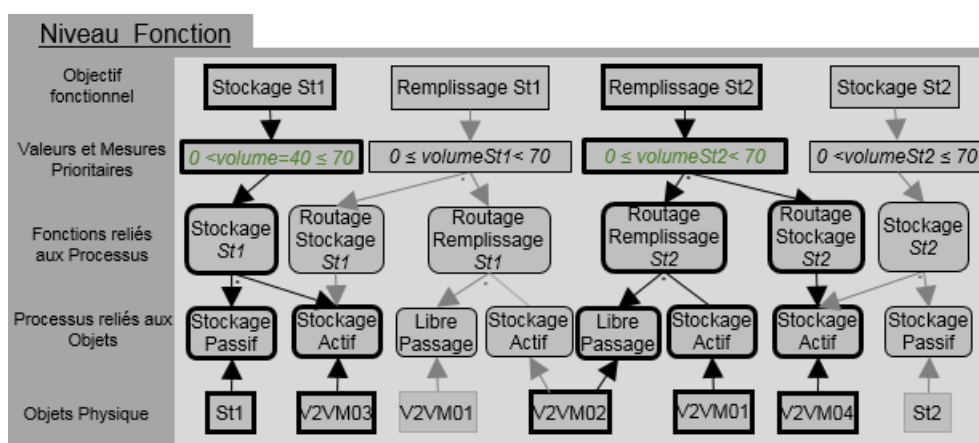 Niveau Fonction
Objectif
fonctionnel
Stockage St1
Remplissage St1
Remplissage St2
Stockage St2
Valeurs et Mesures
Prioritaires
0 <volume=40 ≤ 70
0 ≤ volumeSt1< 70
0 ≤ volumeSt2< 70
0 <volumeSt2 ≤ 70
Fonctions reliés
aux Processus
Stockage
St1
Routage
Stockage
St1
Routage
Remplissage
St1
Routage
Remplissage
St2
Routage
Stockage
St2
Stockage
St2
Processus reliés aux
Objets
Stockage
Passif
Stockage
Actif
Libre
Passage
Stockage
Actif
Libre
Passage
Stockage
Actif
Stockage
Actif
Stockage
Passif
Objets Physique
St1
V2VM03
V2VM01
V2VM02
V2VM01
V2VM04
St2